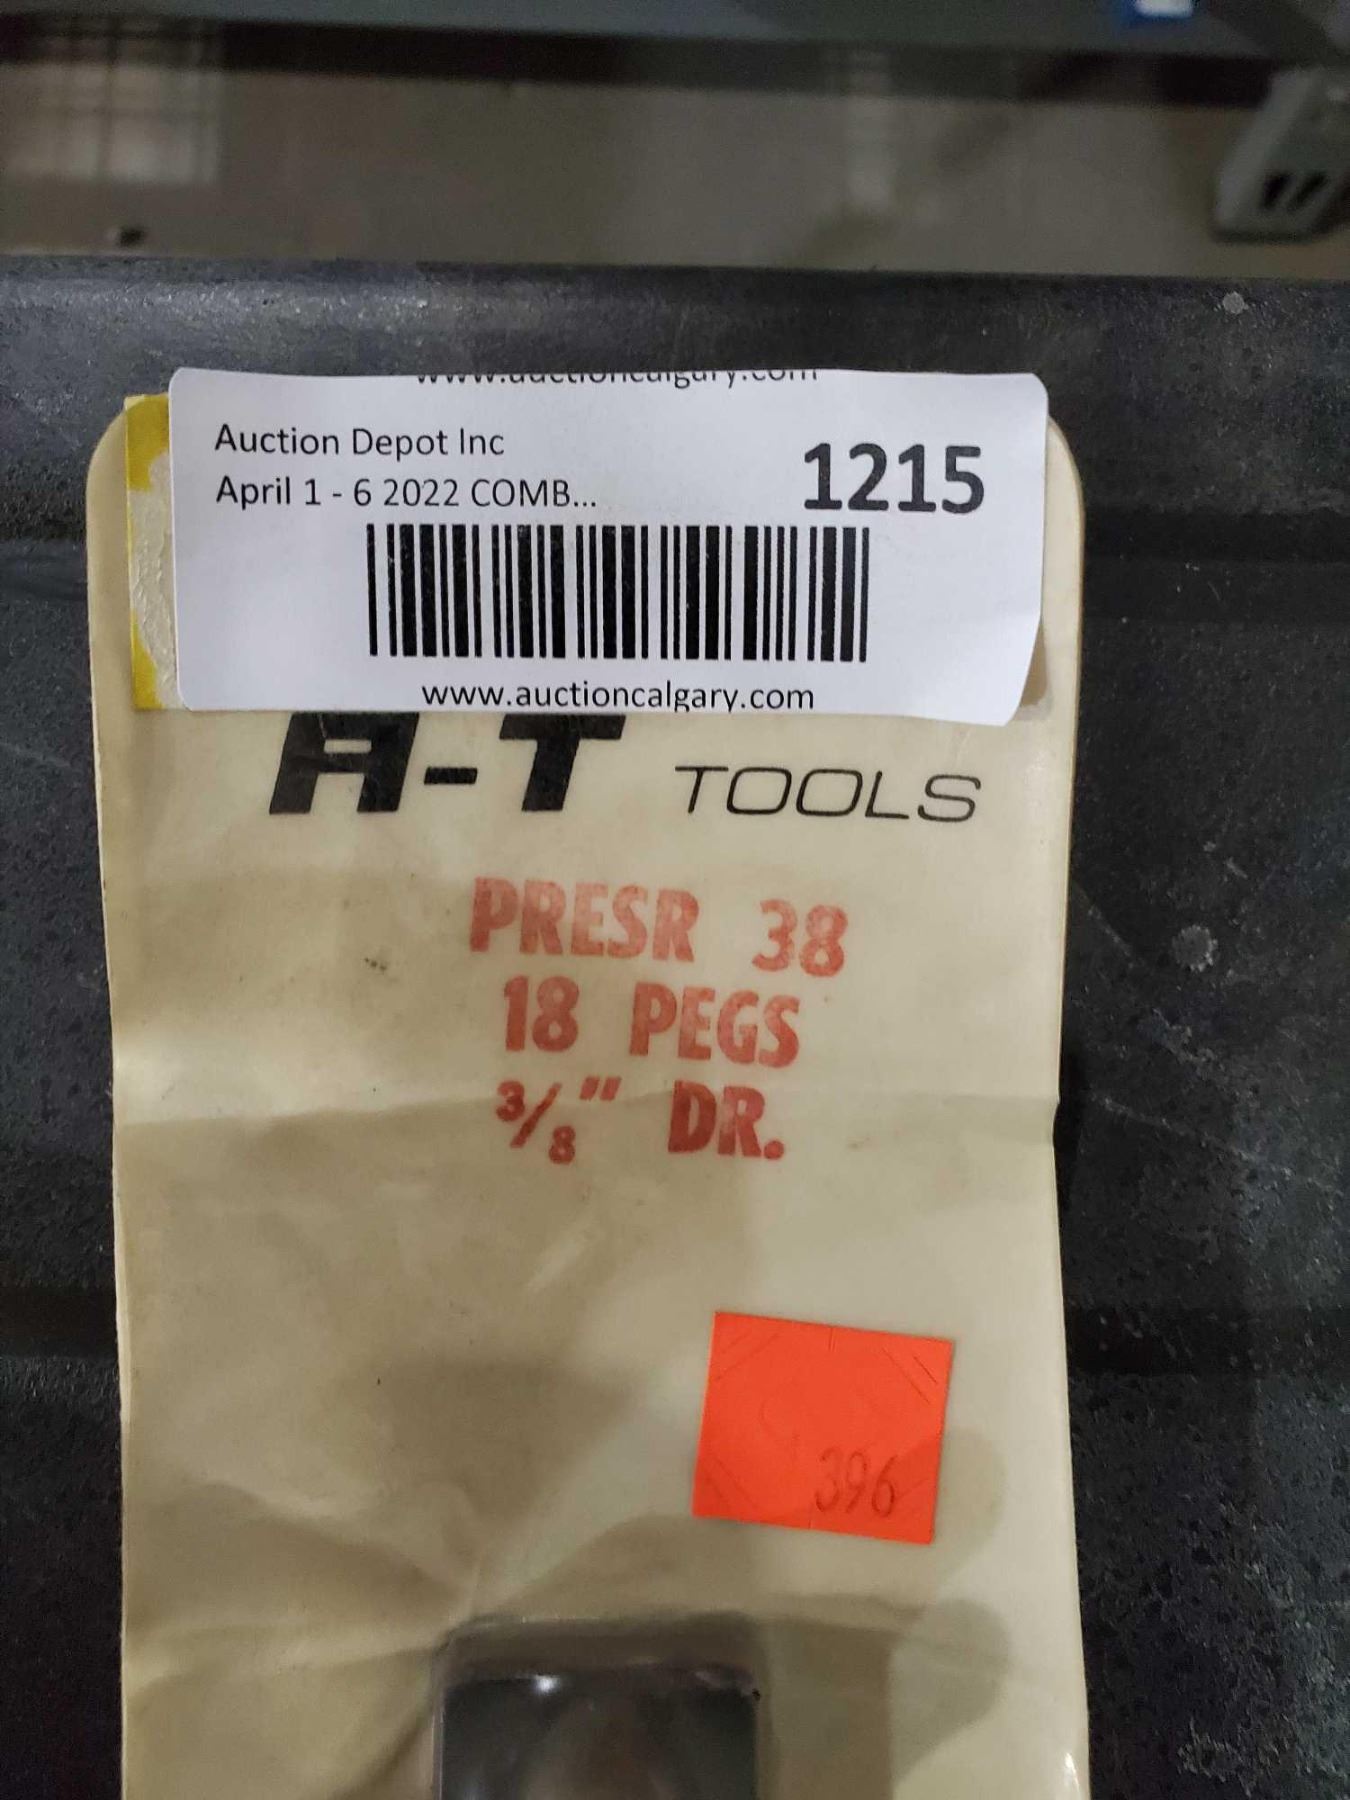 www.auctioncalgary.com
Auction Depot Inc
April 1 - 6 2022 COMB...
1215
www.auctioncalgary.com
A-T TOOLS
PRESR 38
18 PEGS
3/8" DR.
396